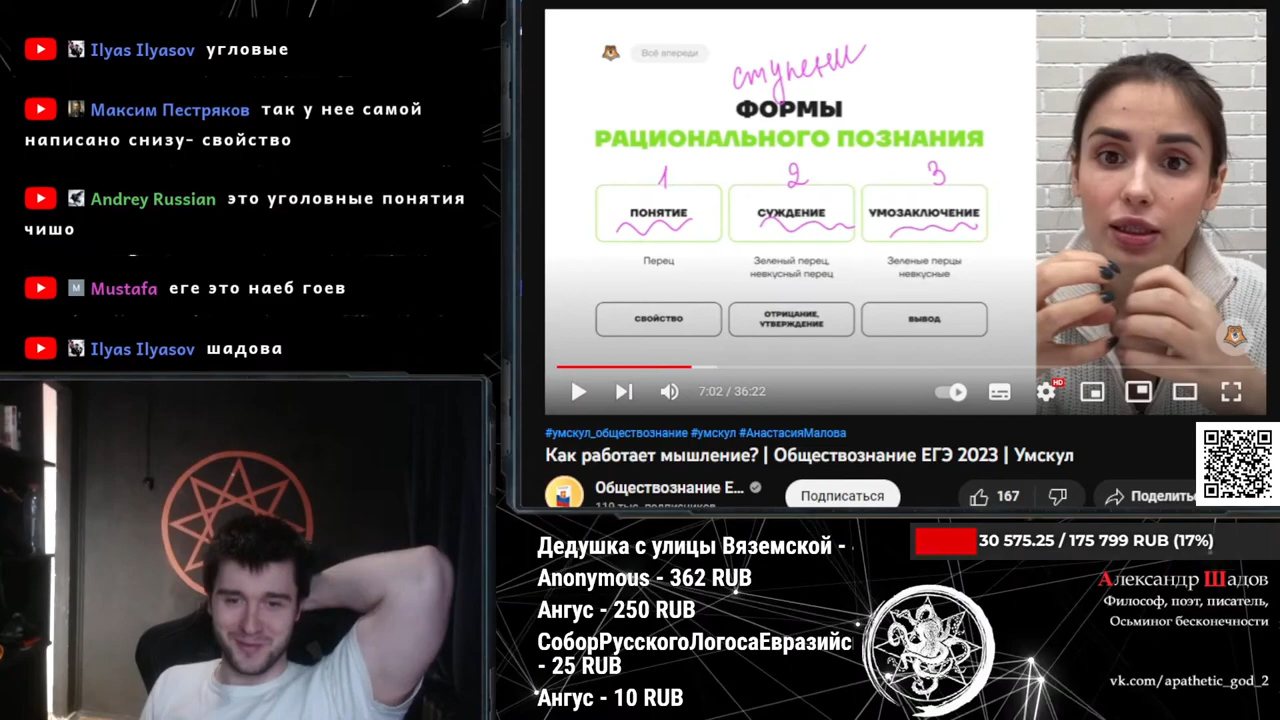 Ilyas Ilyasov угловые
Максим Пестряков так у нее самой
написано снизу- свойство
Andrey Russian это уголовные понятия
чишо
Mustafa еге это наеб гоев
Ilyas Ilyasov шадова
Всё впереди
ступени
ФОРМЫ
РАЦИОНАЛЬНОГО ПОЗНАНИЯ
1 2 3
ПОНЯТИЕ СУЖДЕНИЕ УМОЗАКЛЮЧЕНИЕ
Перец Зеленый перец, Зеленые перцы
невкусный перец невкусные
СВОЙСТВО ОТРИЦАНИЕ, ВЫВОД
УТВЕРЖДЕНИЕ
7:02 / 36:22
HD
#умскул_обществознание #умскул #АнастасияМалова
Как работает мышление? | Обществознание ЕГЭ 2023 | Умскул
Обществознание Е...
Подписаться
167
Поделить
Дедушка с улицы Вяземской -
Anonymous - 362 RUB
Ангус - 250 RUB
СоборРусскогоЛогосаЕвразийс
- 25 RUB
Ангус - 10 RUB
30 575.25 / 175 799 RUB (17%)
Александр Шадов
Философ, поэт, писатель,
Осьминог бесконечности
vk.com/apathetic_god_2